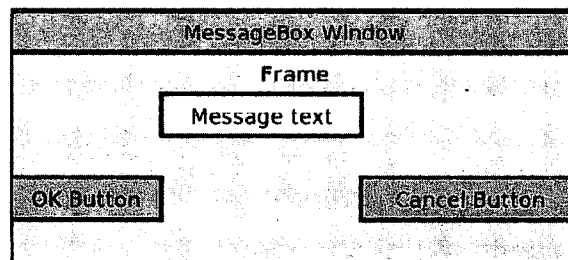 MessageBox Window
Frame
Message text
OK Button
Cancel Button